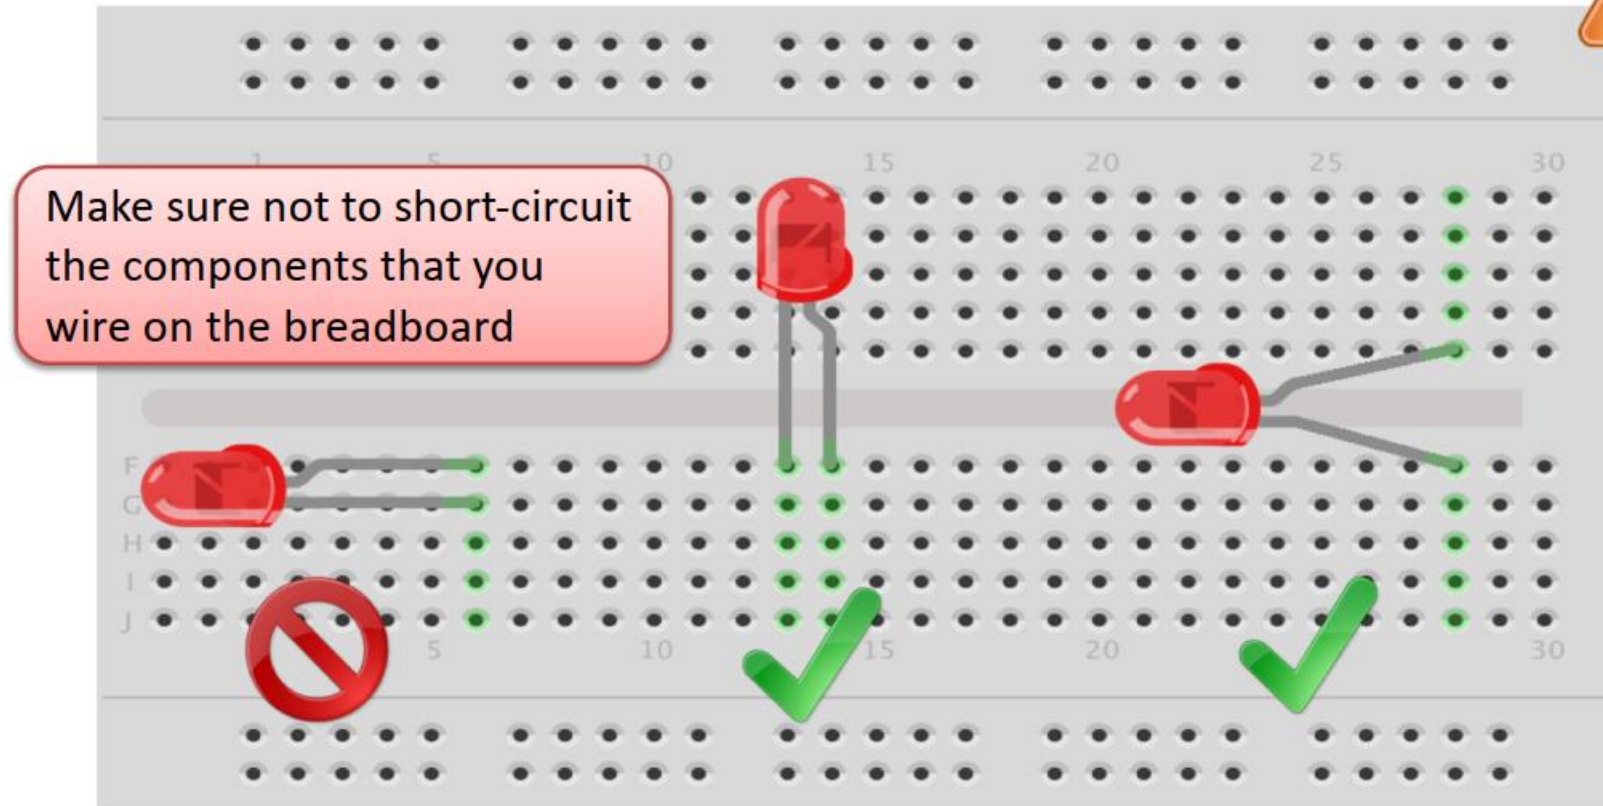 1 5 10 15 20 25 30
Make sure not to short-circuit
the components that you
wire on the breadboard
F
G
H
I
J
5 10 15 20 30